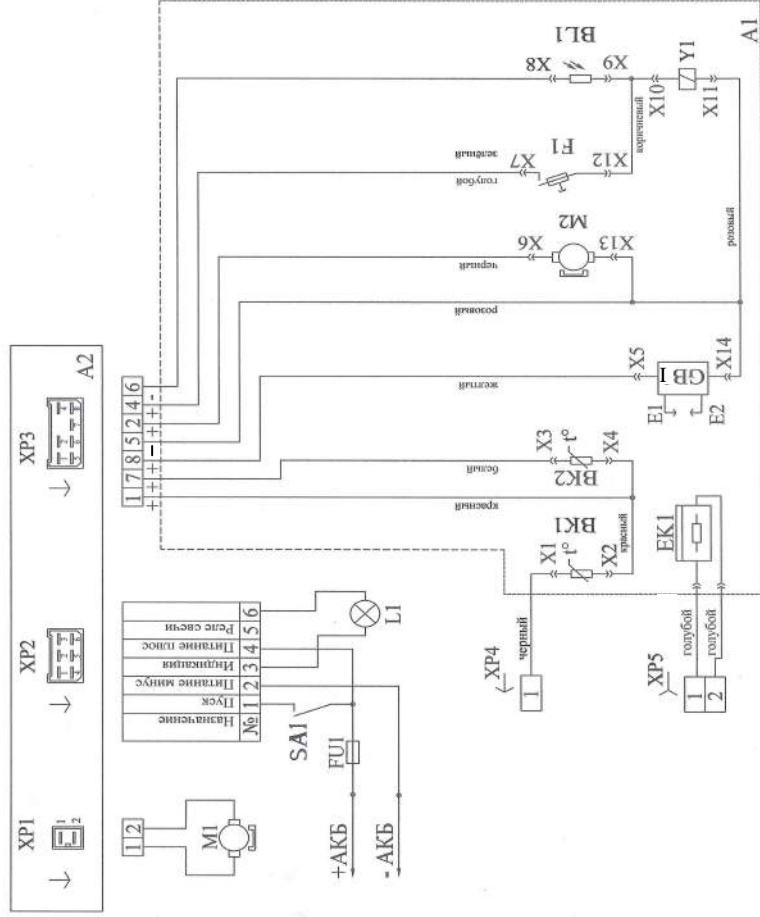 XP1
1
2
XP2
XP3
A2
1 2
M1
+АКБ
- АКБ
FU1
SA1
№ Назначение
1 Пуск
2 Питание минус
3 Индикация
4 Питание плюс
5 Реле свечи
6
L1
1 7 8 5 2 4 6
+ + + - + + -
XP4
1
черный
XP5
1
2
голубой
голубой
EK1
красный
X1
t°
BK1
X2
красный
белый
X3
t°
BK2
X4
желтый
X5
GB1
E1
E2
X14
розовый
черный
X6
M2
X13
голубой
X7
F1
X12
зелёный
X8
BL1
X9
коричневый
X10
Y1
X11
розовый
A1